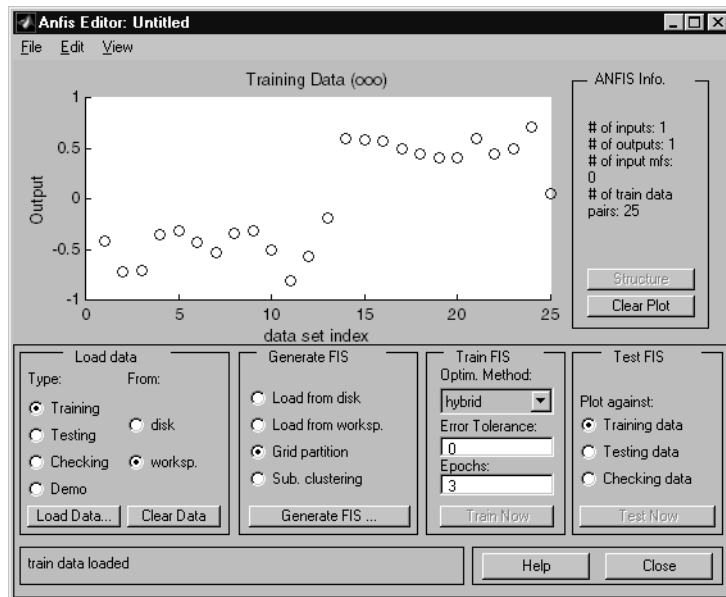 Anfis Editor: Untitled
File Edit View
Training Data (ooo)
1
0.5
0
-0.5
-1
Output
0 5 10 15 20 25
data set index
ANFIS Info.
# of inputs: 1
# of outputs: 1
# of input mfs:
0
# of train data
pairs: 25
Structure
Clear Plot
Load data
Type: From:
Training
Testing
Checking
Demo
disk
worksp.
Load Data... Clear Data
Generate FIS
Load from disk
Load from worksp.
Grid partition
Sub. clustering
Generate FIS ...
Train FIS
Optim. Method:
hybrid
Error Tolerance:
0
Epochs:
3
Train Now
Test FIS
Plot against:
Training data
Testing data
Checking data
Test Now
train data loaded
Help Close